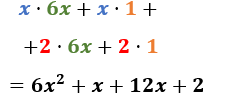 x · 6x + x · 1 +
+2 · 6x + 2 · 1
= 6x² + x + 12x + 2